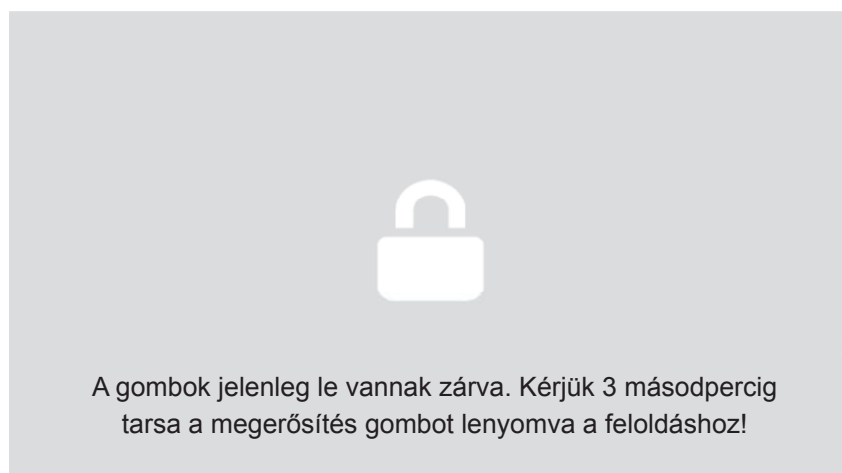 A gombok jelenleg le vannak zárva. Kérjük 3 másodpercig
tarsa a megerősítés gombot lenyomva a feloldáshoz!